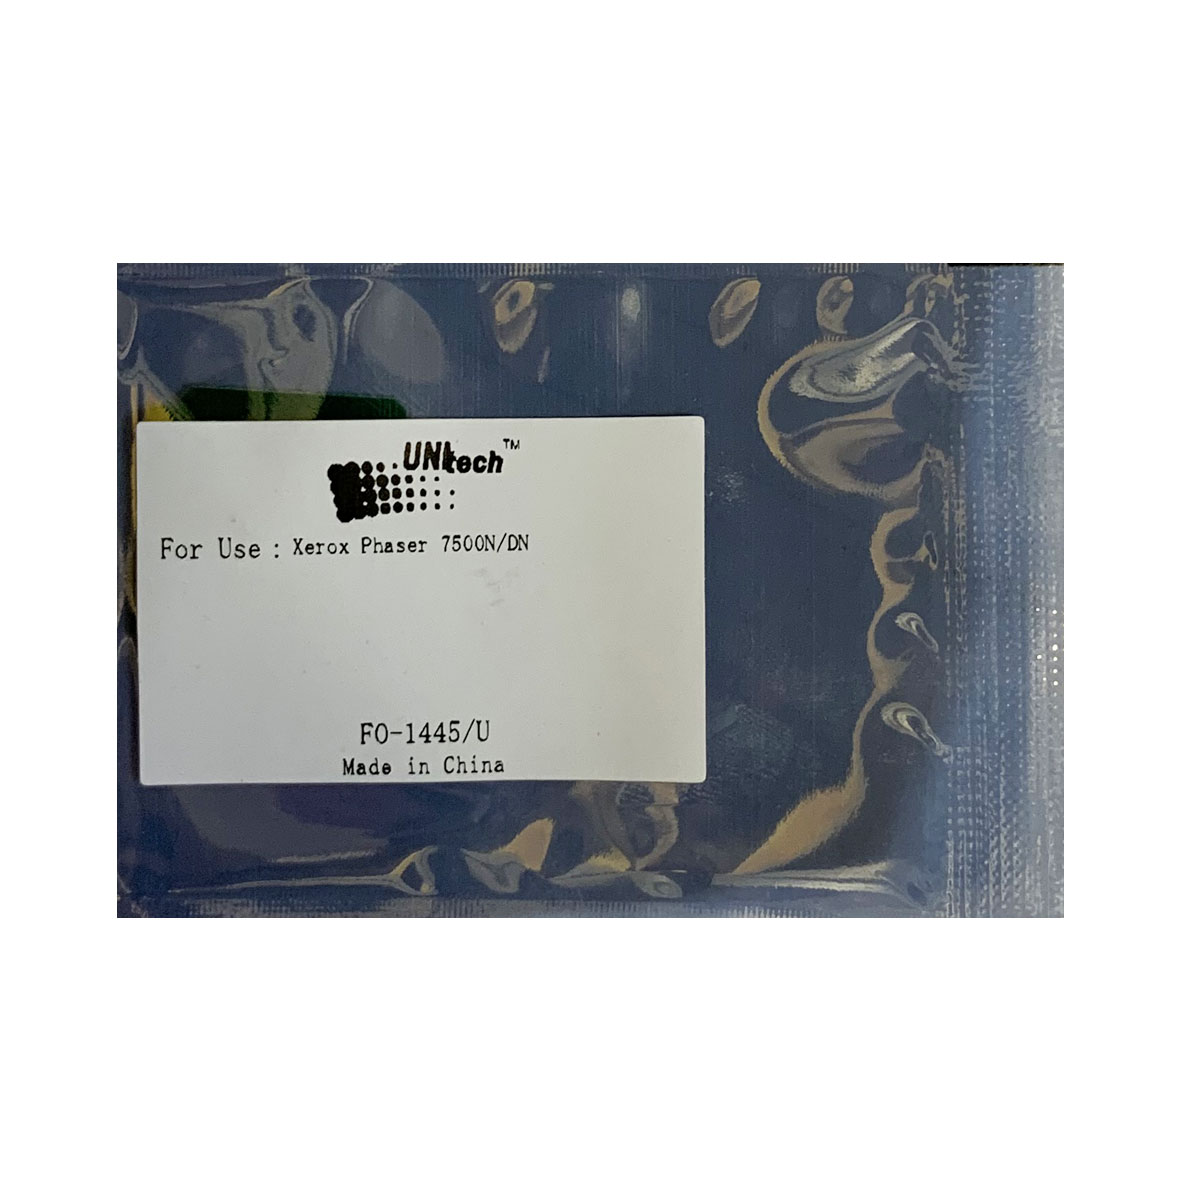 UNItech™
For Use : Xerox Phaser 7500N/DN
FO-1445/U
Made in China